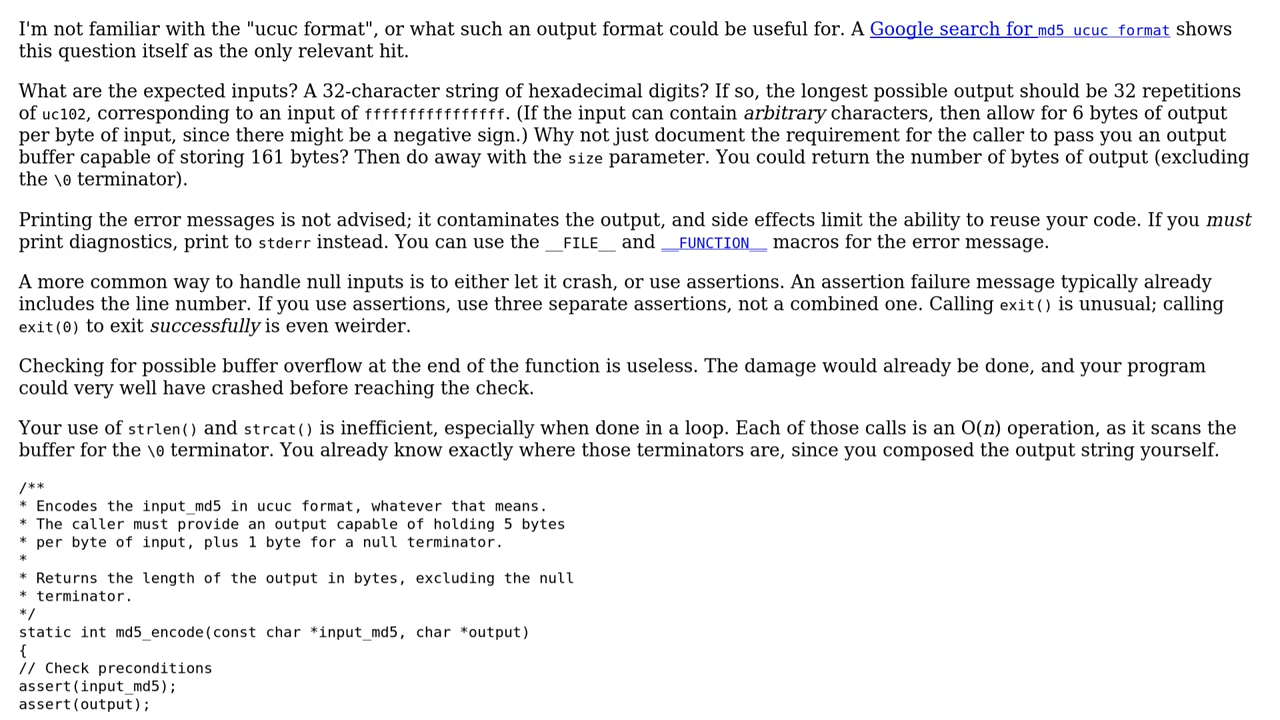 I'm not familiar with the "ucuc format", or what such an output format could be useful for. A Google search for md5 ucuc format shows
this question itself as the only relevant hit.
What are the expected inputs? A 32-character string of hexadecimal digits? If so, the longest possible output should be 32 repetitions
of uc102, corresponding to an input of ffffffffffffffff. (If the input can contain arbitrary characters, then allow for 6 bytes of output
per byte of input, since there might be a negative sign.) Why not just document the requirement for the caller to pass you an output
buffer capable of storing 161 bytes? Then do away with the size parameter. You could return the number of bytes of output (excluding
the \0 terminator).
Printing the error messages is not advised; it contaminates the output, and side effects limit the ability to reuse your code. If you must
print diagnostics, print to stderr instead. You can use the __FILE__ and __FUNCTION__ macros for the error message.
A more common way to handle null inputs is to either let it crash, or use assertions. An assertion failure message typically already
includes the line number. If you use assertions, use three separate assertions, not a combined one. Calling exit() is unusual; calling
exit(0) to exit successfully is even weirder.
Checking for possible buffer overflow at the end of the function is useless. The damage would already be done, and your program
could very well have crashed before reaching the check.
Your use of strlen() and strcat() is inefficient, especially when done in a loop. Each of those calls is an O(n) operation, as it scans the
buffer for the \0 terminator. You already know exactly where those terminators are, since you composed the output string yourself.
/**
* Encodes the input_md5 in ucuc format, whatever that means.
* The caller must provide an output capable of holding 5 bytes
* per byte of input, plus 1 byte for a null terminator.
*
* Returns the length of the output in bytes, excluding the null
* terminator.
*/
static int md5_encode(const char *input_md5, char *output)
{
// Check preconditions
assert(input_md5);
assert(output);